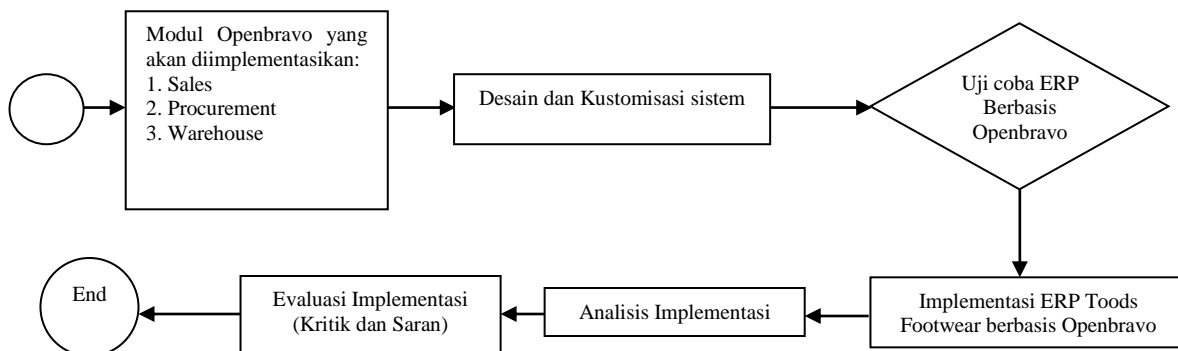 Modul Openbravo yang
akan diimplementasikan:
1. Sales
2. Procurement
3. Warehouse
Desain dan Kustomisasi sistem
Uji coba ERP
Berbasis
Openbravo
Implementasi ERP Toods
Footwear berbasis Openbravo
Analisis Implementasi
Evaluasi Implementasi
(Kritik dan Saran)
End